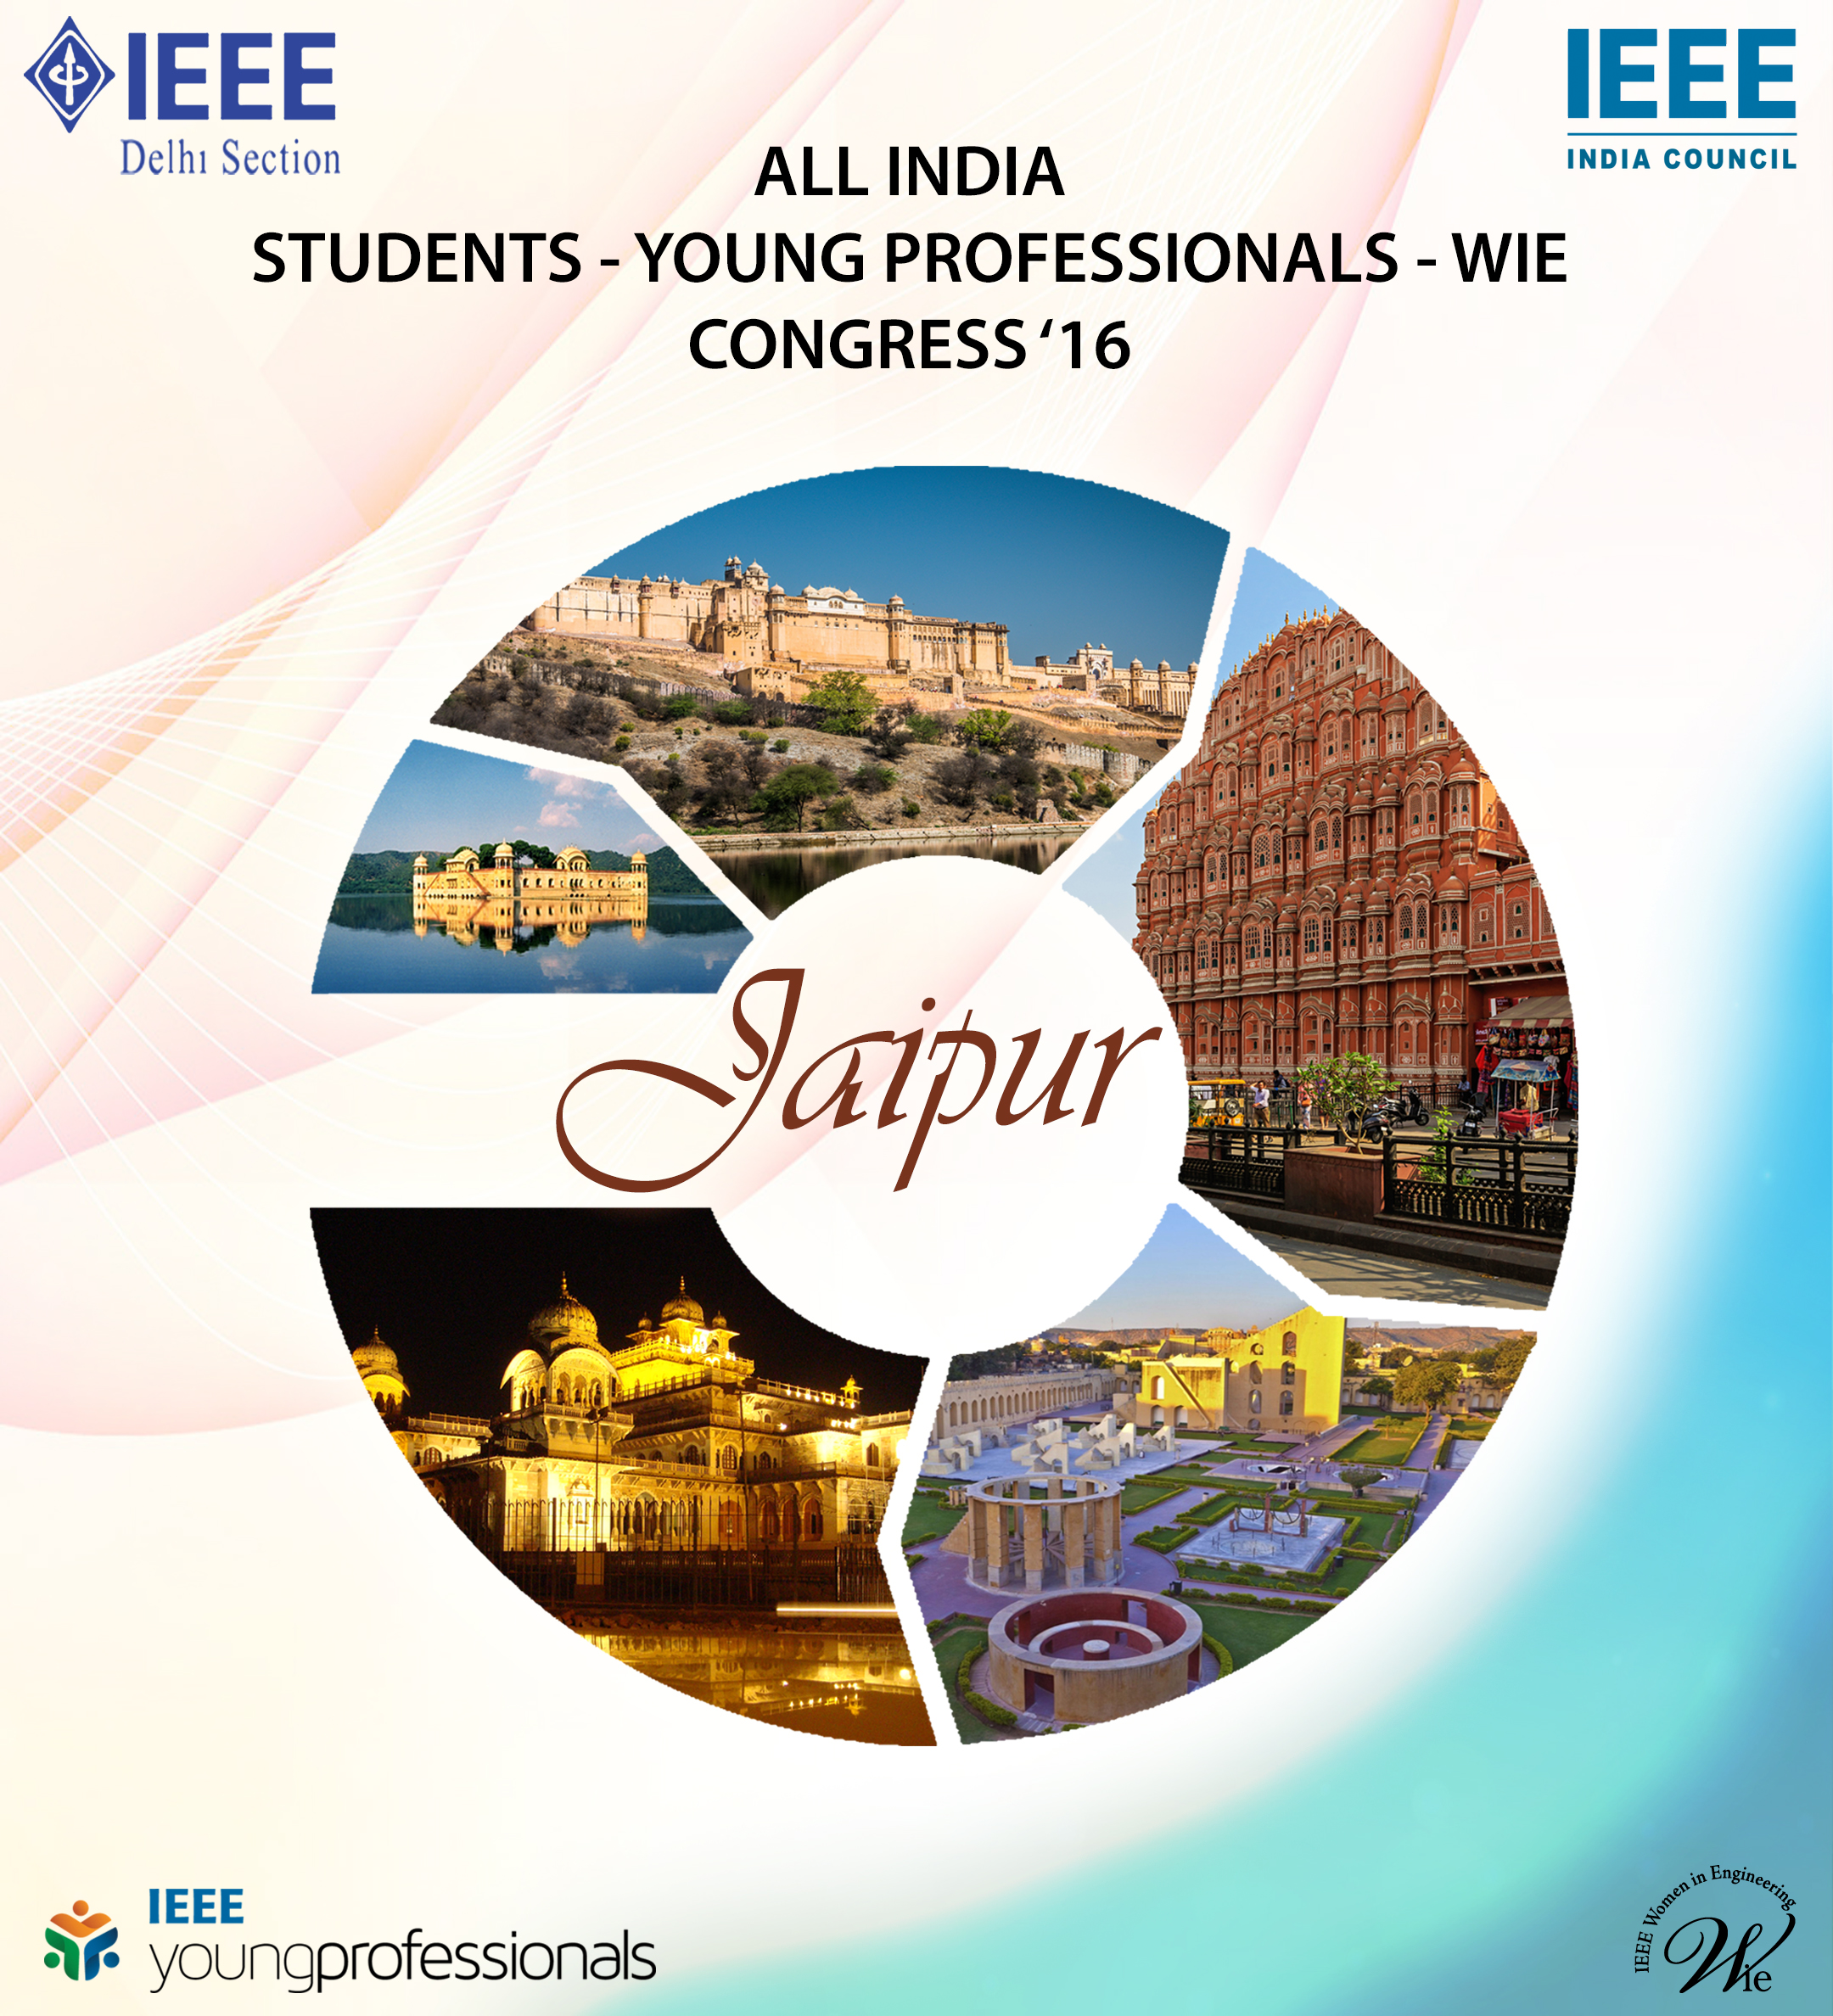 IEEE
Delhi Section
IEEE
INDIA COUNCIL
ALL INDIA
STUDENTS - YOUNG PROFESSIONALS - WIE
CONGRESS ‘16
Jaipur
IEEE
youngprofessionals
IEEE Women in Engineering
Wie